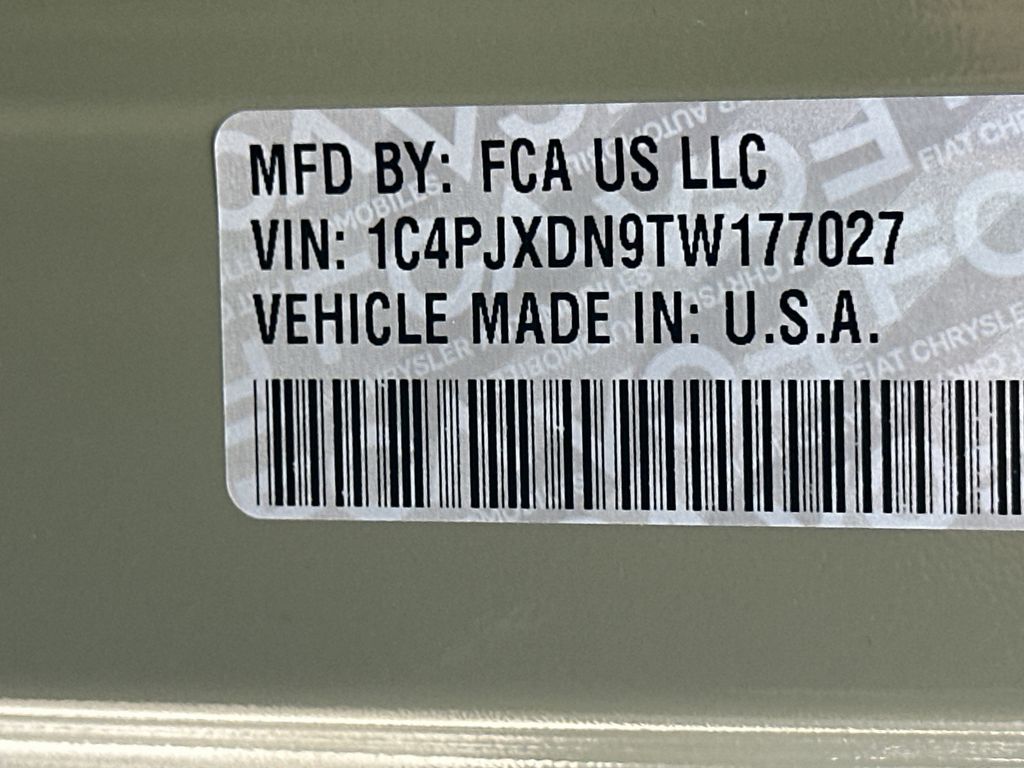 MFD BY: FCA US LLC
VIN: 1C4PJXDN9TW177027
VEHICLE MADE IN: U.S.A.